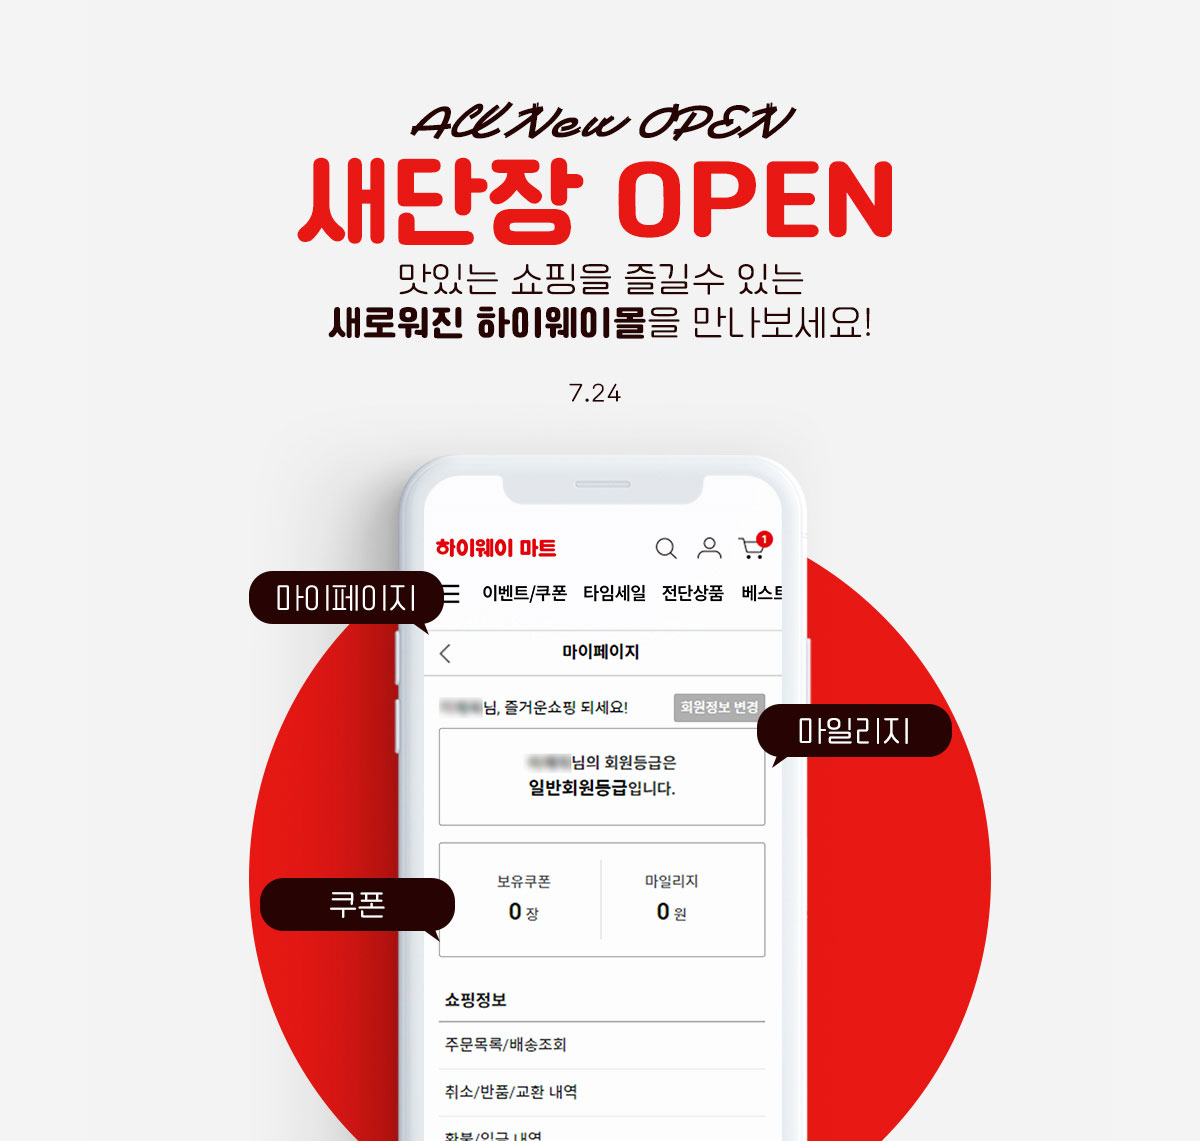 All New OPEN
새단장 OPEN
맛있는 쇼핑을 즐길수 있는
새로워진 하이웨이몰을 만나보세요!
7.24
하이웨이 마트
1
마이페이지
이벤트/쿠폰 타임세일 전단상품 베스트
마이페이지
님, 즐거운쇼핑 되세요!
회원정보 변경
마일리지
님의 회원등급은
일반회원등급입니다.
보유쿠폰 마일리지
0 장 0 원
쿠폰
쇼핑정보
주문목록/배송조회
취소/반품/교환 내역
환불/입금 내역